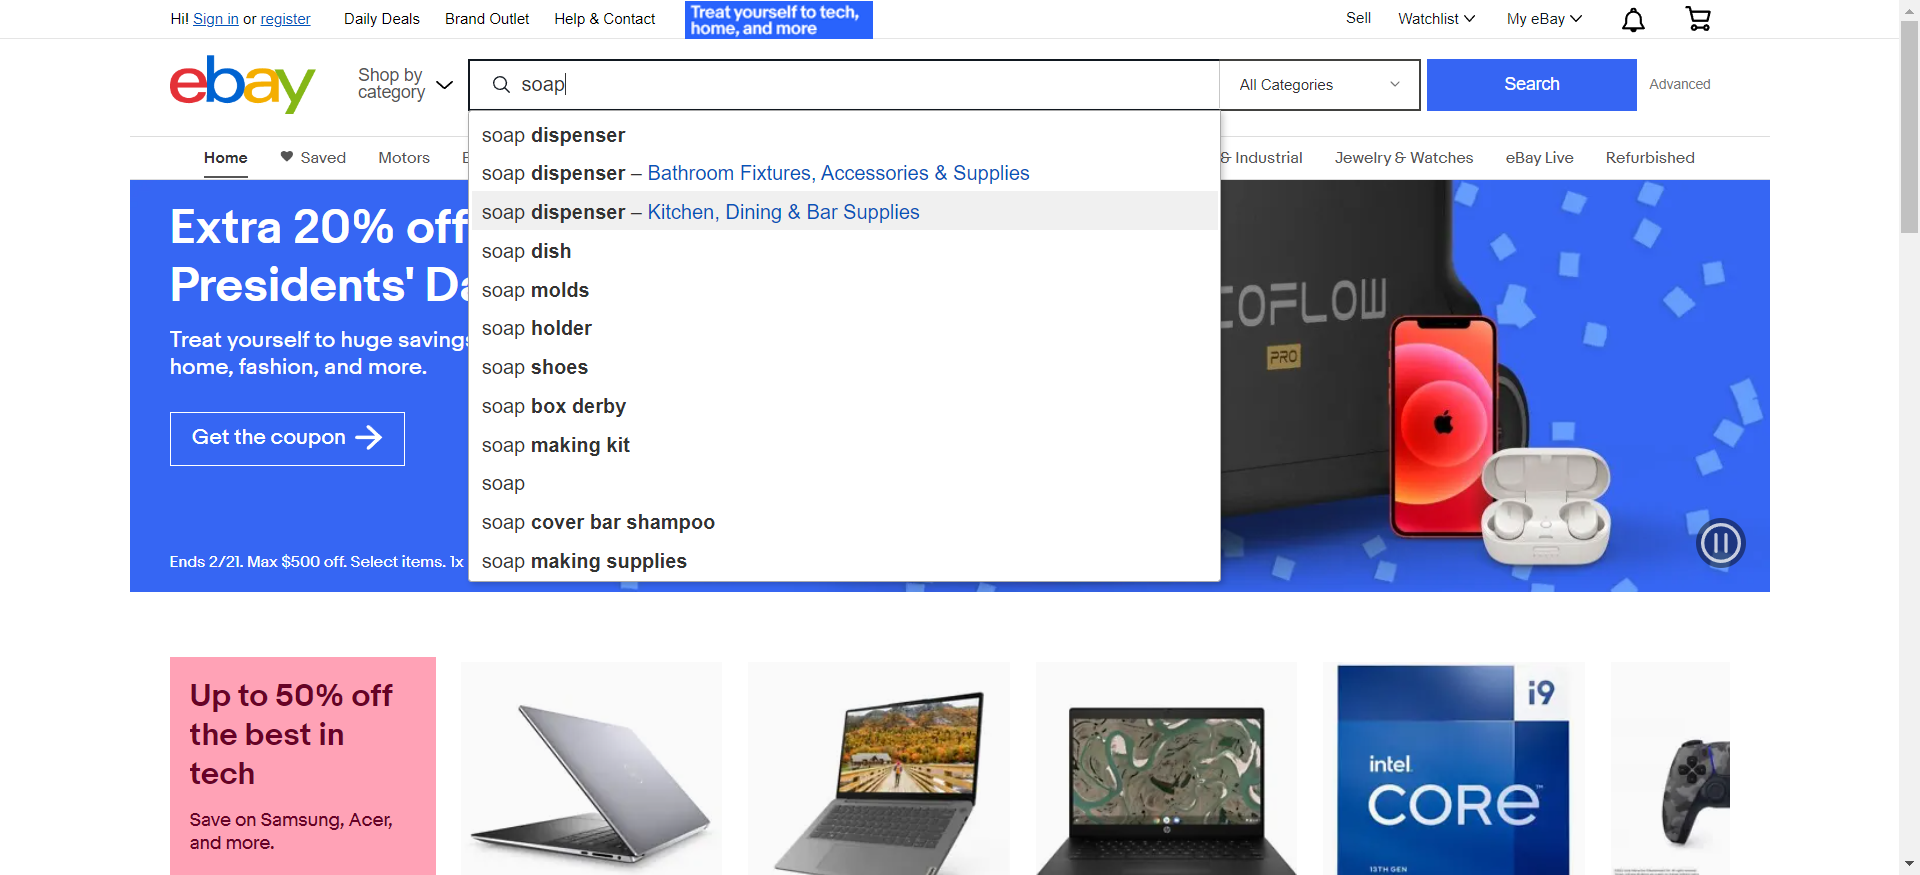 Hi! Sign in or register
Daily Deals
Brand Outlet
Help & Contact
Treat yourself to tech,
home, and more
Sell
Watchlist
My eBay
ebay
Shop by
category
soap
All Categories
Search
Advanced
Home
Saved
Motors
& Industrial
Jewelry & Watches
eBay Live
Refurbished
soap dispenser
soap dispenser – Bathroom Fixtures, Accessories & Supplies
soap dispenser – Kitchen, Dining & Bar Supplies
soap dish
soap molds
soap holder
soap shoes
soap box derby
soap making kit
soap
soap cover bar shampoo
soap making supplies
Extra 20% off
Presidents' Da
Treat yourself to huge savings
home, fashion, and more.
Get the coupon
Ends 2/21. Max $500 off. Select items. 1x
COFLOW
PRO
Up to 50% off
the best in
tech
Save on Samsung, Acer,
and more.
i9
intel.
CORE™
13TH GEN